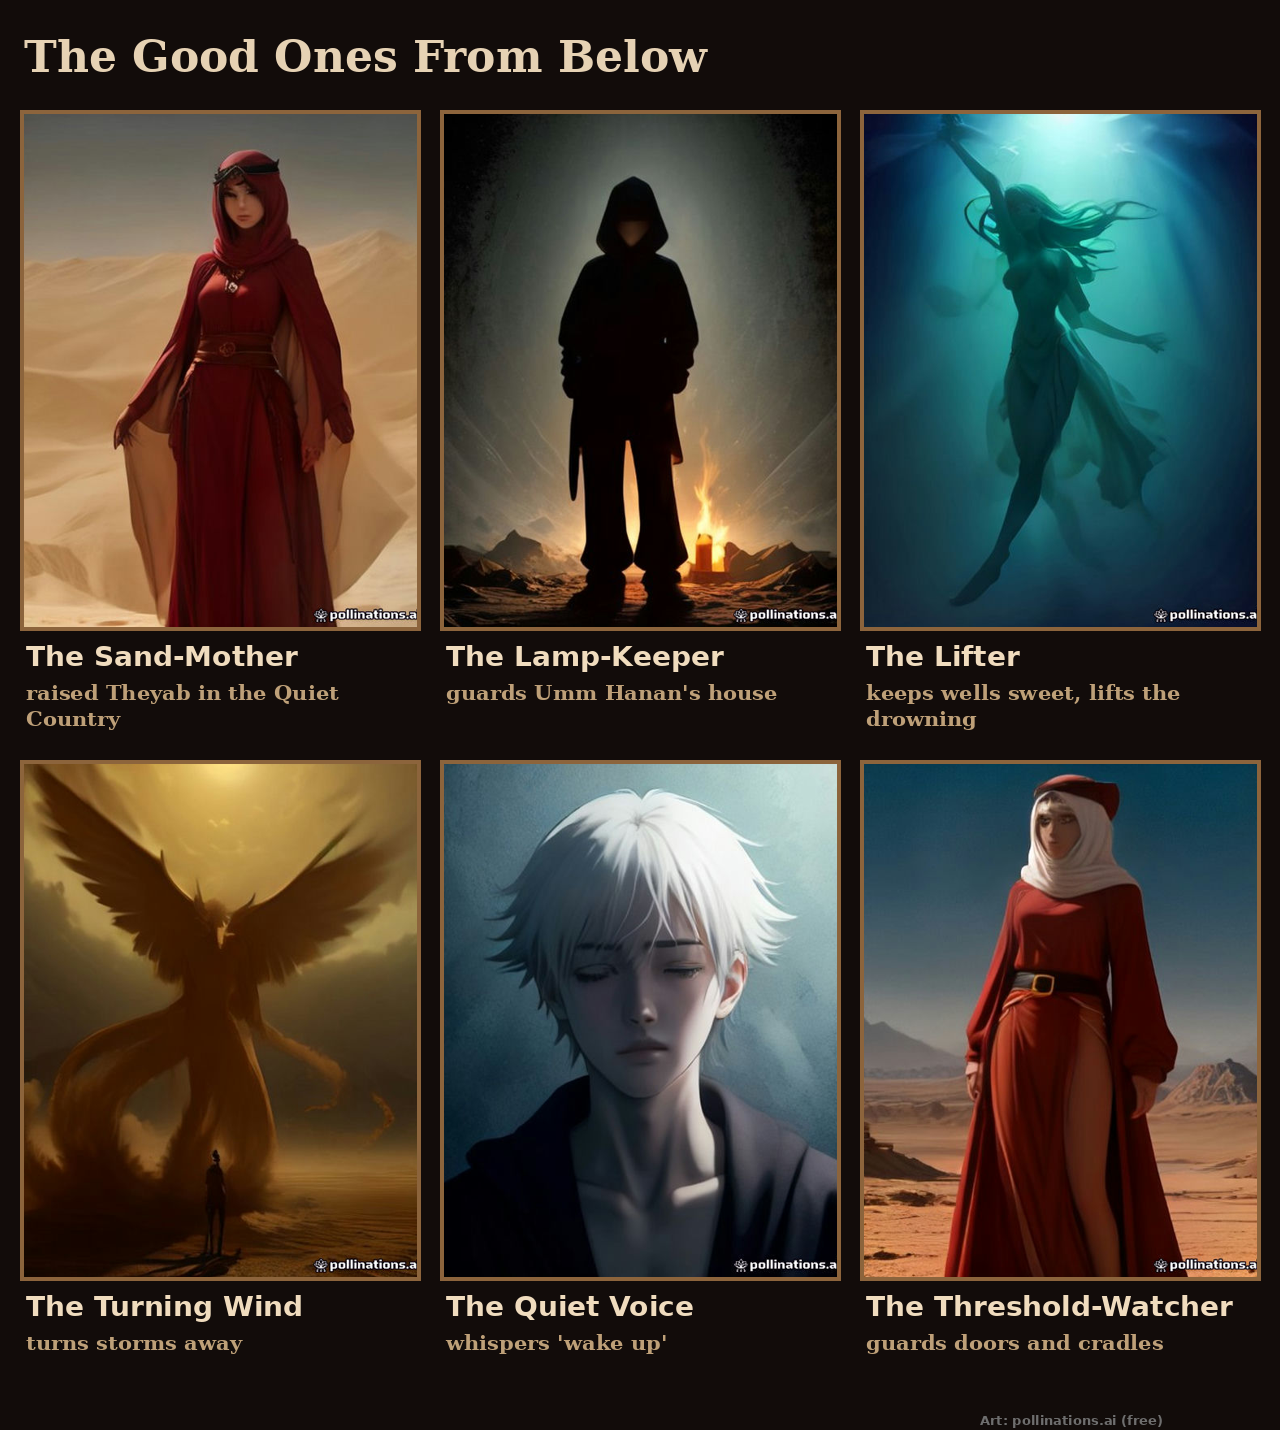 The Good Ones From Below
pollinations.a
pollinations.a
pollinations.a
The Sand-Mother
raised Theyab in the Quiet
Country
The Lamp-Keeper
guards Umm Hanan's house
The Lifter
keeps wells sweet, lifts the
drowning
pollinations.a
pollinations.a
pollinations.a
The Turning Wind
turns storms away
The Quiet Voice
whispers 'wake up'
The Threshold-Watcher
guards doors and cradles
Art: pollinations.ai (free)